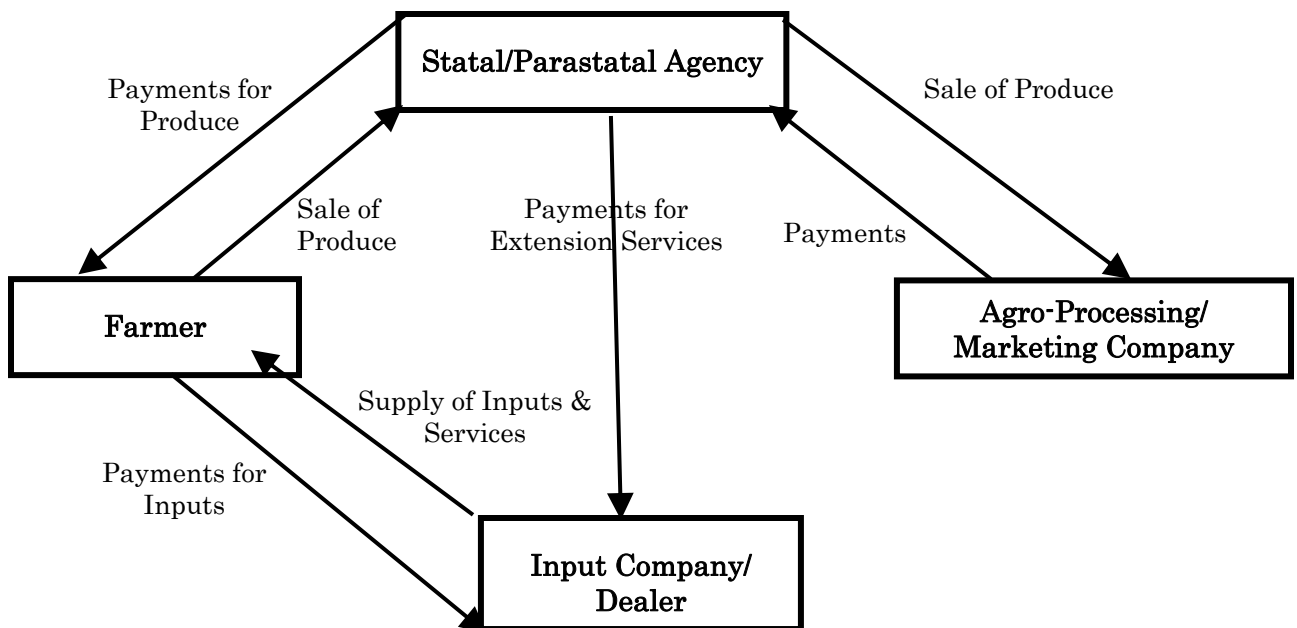 Statal/Parastatal Agency
Payments for
Produce
Sale of Produce
Sale of
Produce
Payments for
Extension Services
Payments
Farmer
Agro-Processing/
Marketing Company
Supply of Inputs &
Services
Payments for
Inputs
Input Company/
Dealer